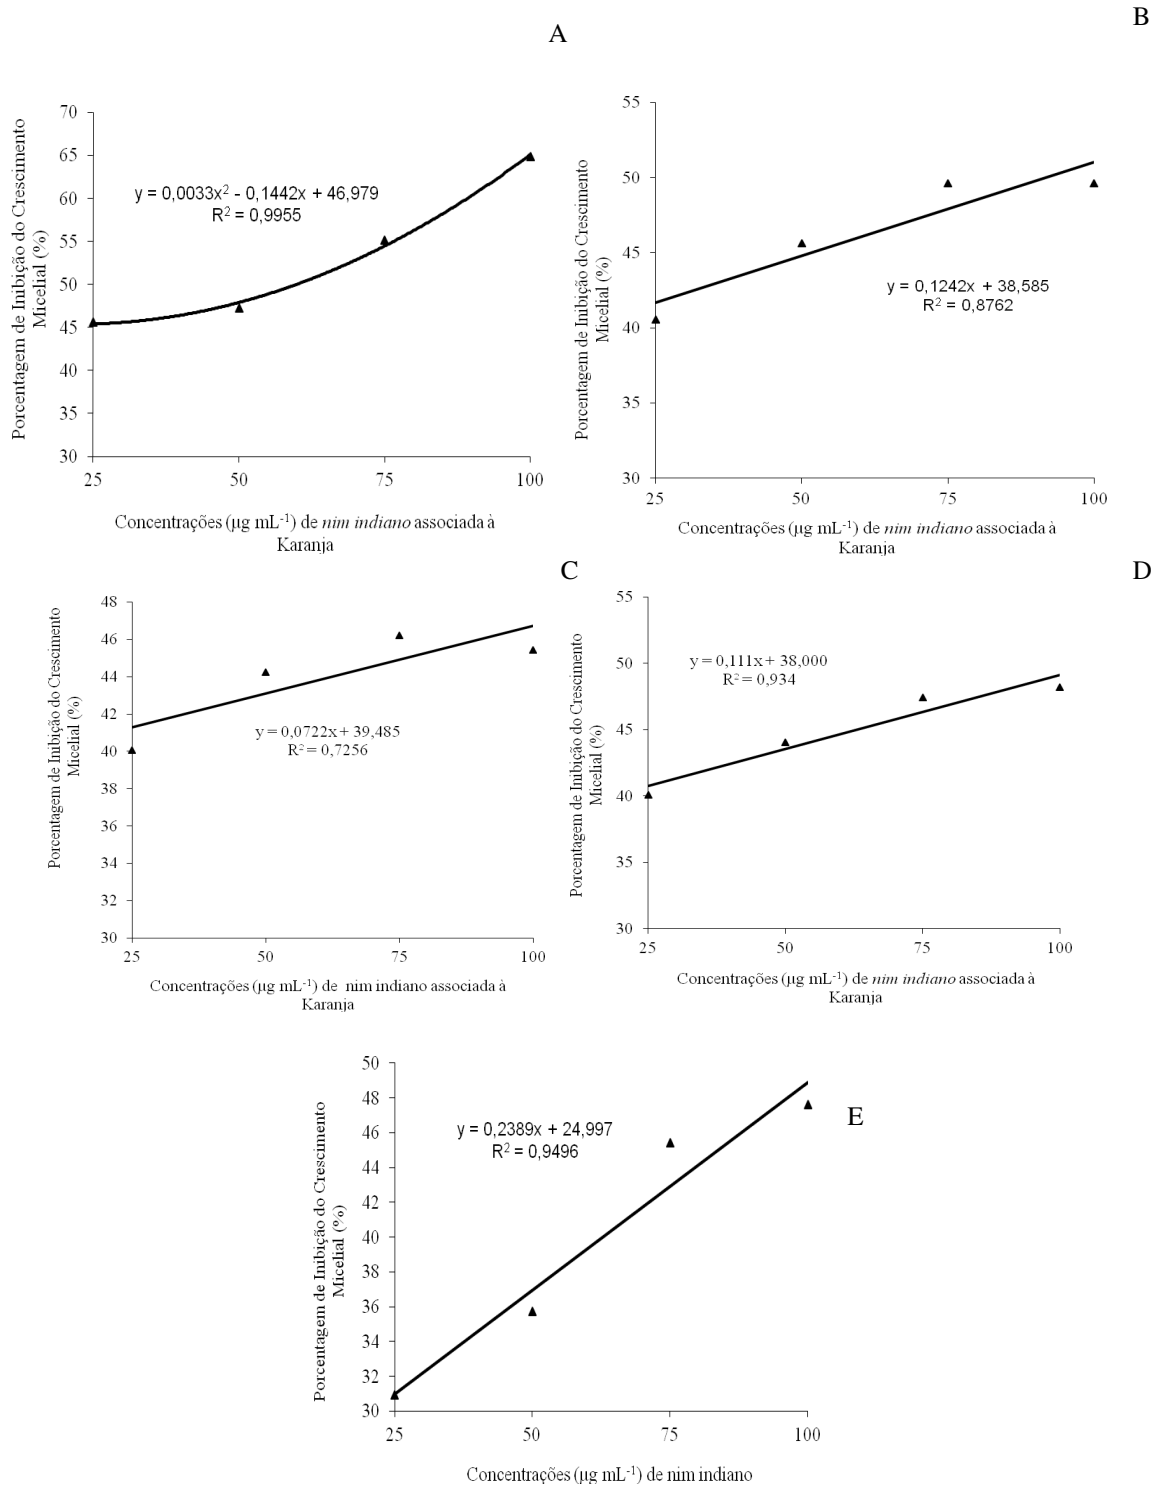 A
B
Porcentagem de Inibição do Crescimento
Micelial (%)
70
65
60
55
50
45
40
35
30
y = 0,0033x² - 0,1442x + 46,979
R² = 0,9955
25
50
75
100
Concentrações (µg mL⁻¹) de nim indiano associada à
Karanja
Porcentagem de Inibição do Crescimento
Micelial (%)
55
50
45
40
35
30
y = 0,1242x + 38,585
R² = 0,8762
25
50
75
100
Concentrações (µg mL⁻¹) de nim indiano associada à
Karanja
C
D
Porcentagem de Inibição do Crescimento
Micelial (%)
48
46
44
42
40
38
36
34
32
30
y = 0,0722x + 39,485
R² = 0,7256
25
50
75
100
Concentrações (µg mL⁻¹) de nim indiano associada à
Karanja
Porcentagem de Inibição do Crescimento
Micelial (%)
55
50
45
40
35
30
y = 0,111x + 38,000
R² = 0,934
25
50
75
100
Concentrações (µg mL⁻¹) de nim indiano associada à
Karanja
E
Porcentagem de Inibição do Crescimento
Micelial (%)
50
48
46
44
42
40
38
36
34
32
30
y = 0,2389x + 24,997
R² = 0,9496
25
50
75
100
Concentrações (µg mL⁻¹) de nim indiano